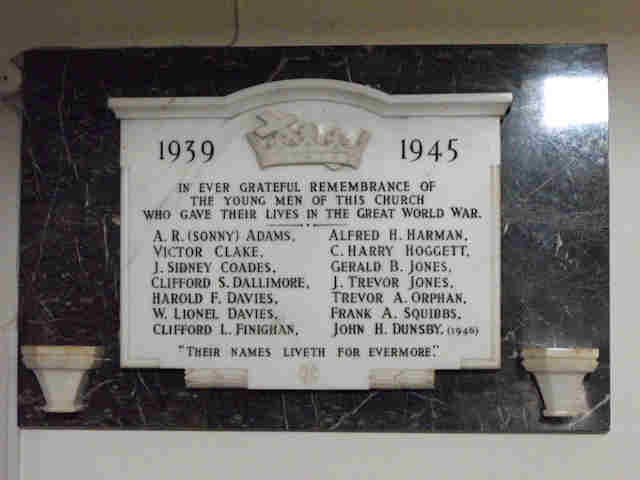 1939 1945
IN EVER GRATEFUL REMEMBRANCE OF
THE YOUNG MEN OF THIS CHURCH
WHO GAVE THEIR LIVES IN THE GREAT WORLD WAR.
A. R. (SONNY) ADAMS,
VICTOR CLAKE,
J. SIDNEY COADES,
CLIFFORD S. DALLIMORE,
HAROLD F. DAVIES,
W. LIONEL DAVIES,
CLIFFORD L. FINIGHAN,
ALFRED H. HARMAN,
C. HARRY HOGGETT,
GERALD B. JONES,
J. TREVOR JONES,
TREVOR A. ORPHAN,
FRANK A. SQUIBBS,
JOHN H. DUNSBY. (1946)
"THEIR NAMES LIVETH FOR EVERMORE."